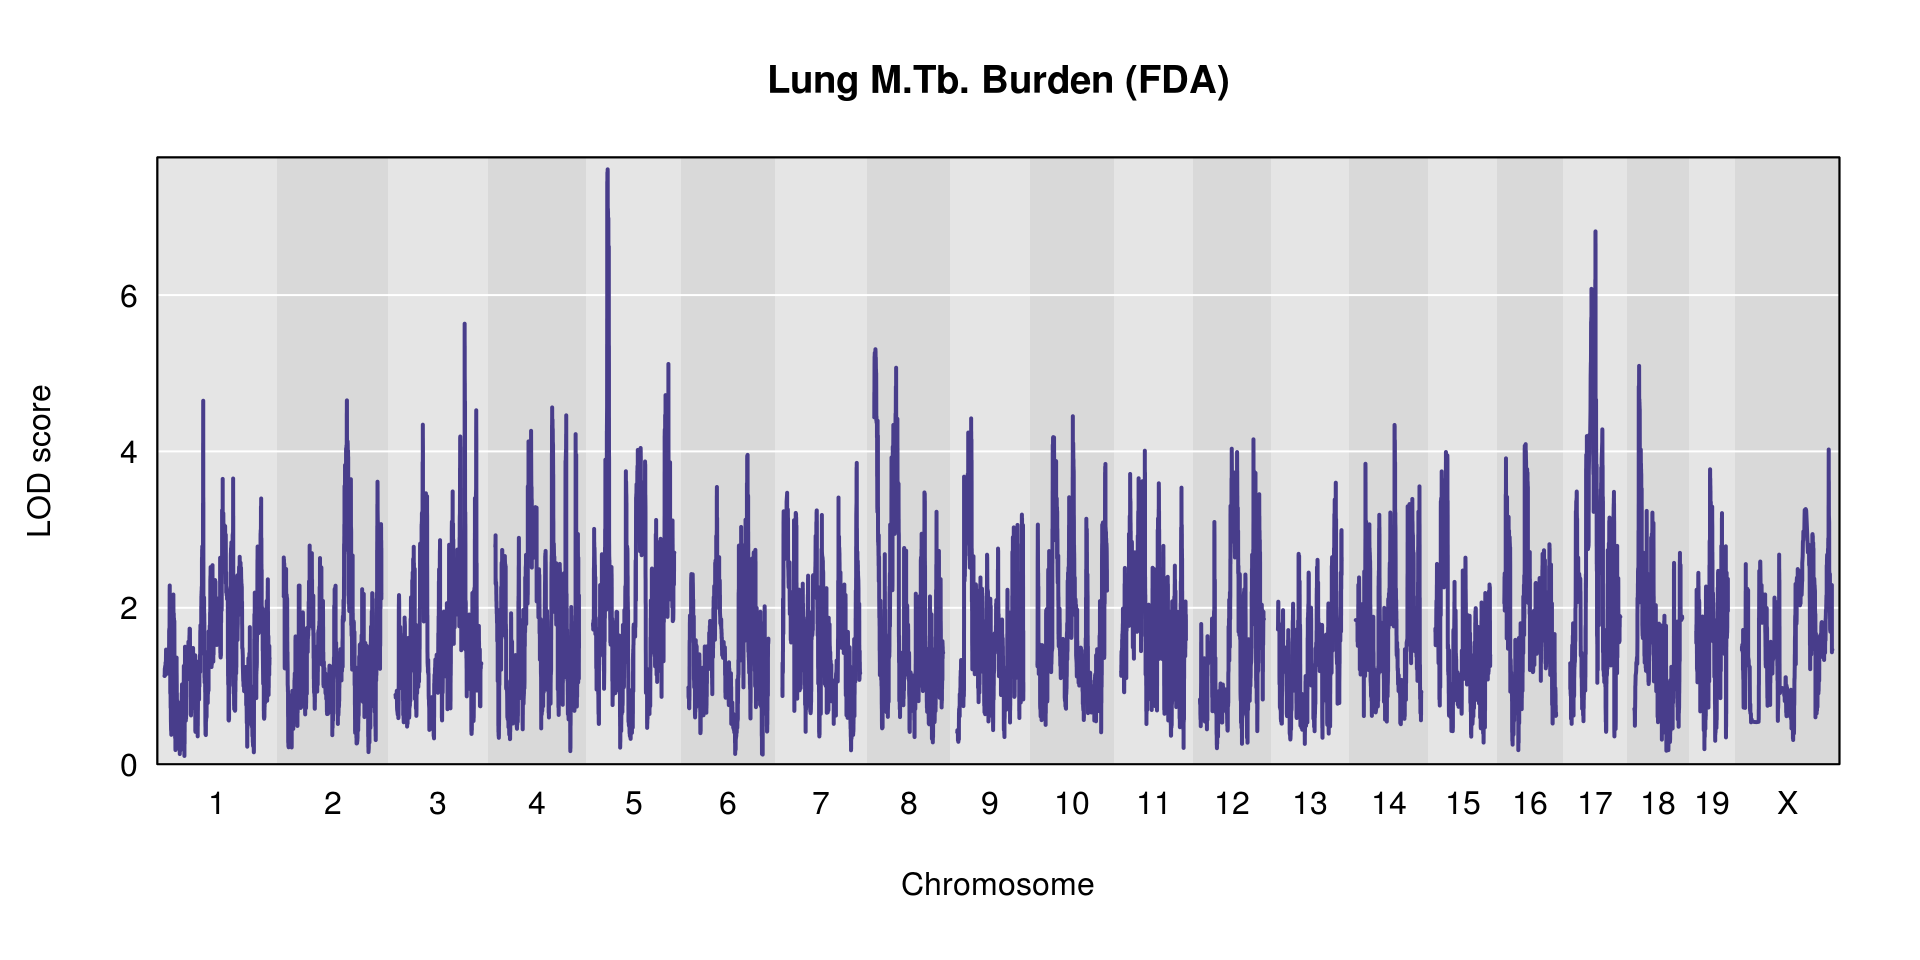 Lung M.Tb. Burden (FDA)
LOD score
6
4
2
0
1 2 3 4 5 6 7 8 9 10 11 12 13 14 15 16 17 18 19 X
Chromosome